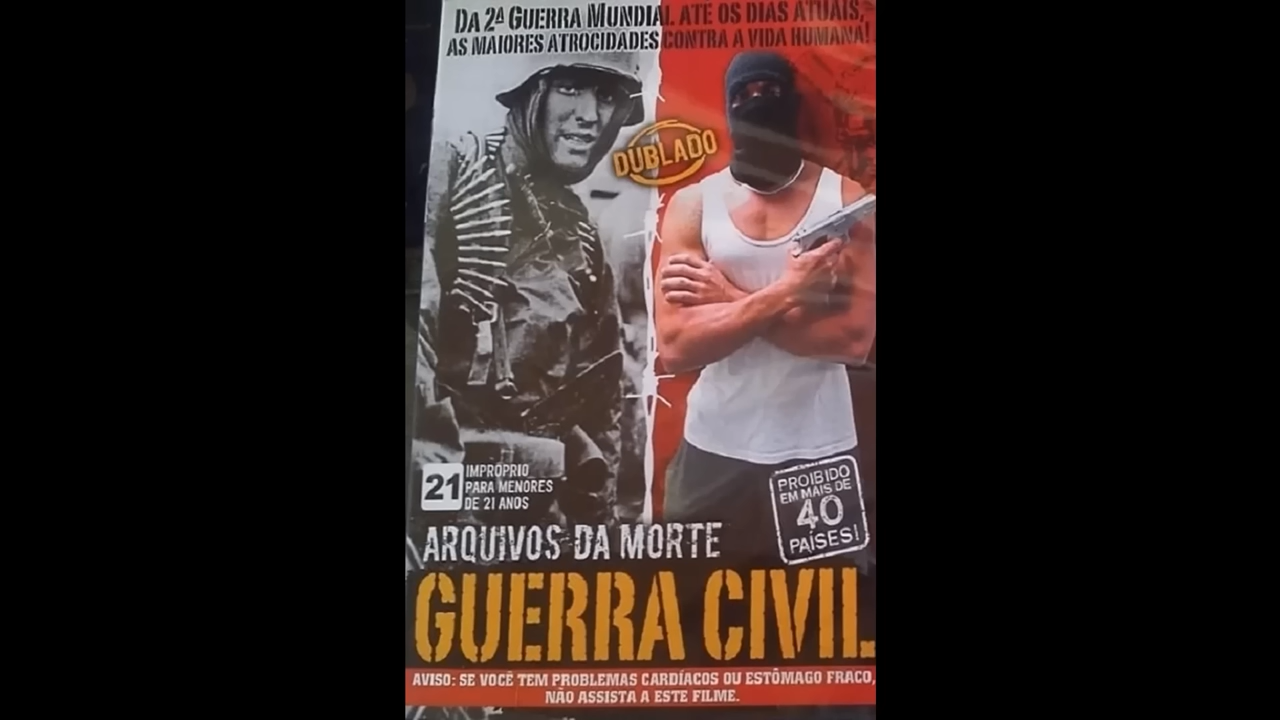 DA 2ª GUERRA MUNDIAL ATÉ OS DIAS ATUAIS,
AS MAIORES ATROCIDADES CONTRA A VIDA HUMANA!
DUBLADO
21
IMPRÓPRIO
PARA MENORES
DE 21 ANOS
PROIBIDO
EM MAIS DE
40
PAÍSES!
ARQUIVOS DA MORTE
GUERRA CIVIL
AVISO: SE VOCÊ TEM PROBLEMAS CARDÍACOS OU ESTÔMAGO FRACO,
NÃO ASSISTA A ESTE FILME.